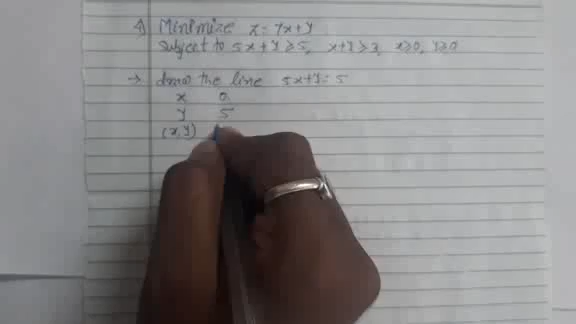 4) Minimize z = 7x+y
subject to 5x+y ≥ 5, x+y ≥ 3, x≥0, y≥0
→ draw the line 5x+y=5
x 0
y 5
(x,y)